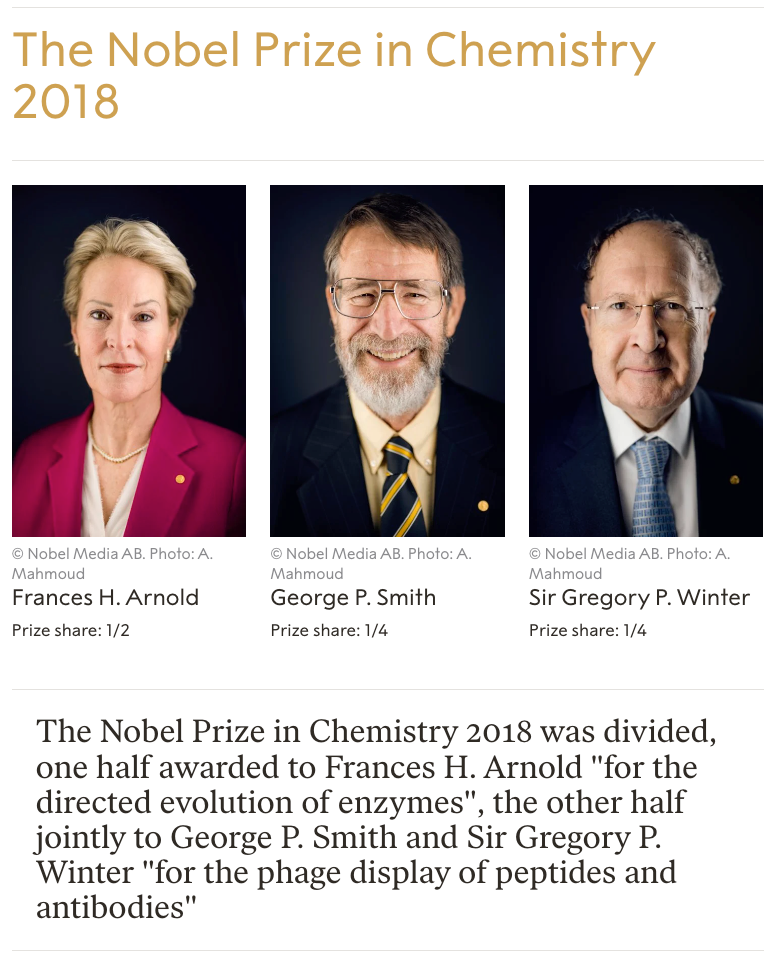 The Nobel Prize in Chemistry
2018
© Nobel Media AB. Photo: A.
Mahmoud
Frances H. Arnold
Prize share: 1/2
© Nobel Media AB. Photo: A.
Mahmoud
George P. Smith
Prize share: 1/4
© Nobel Media AB. Photo: A.
Mahmoud
Sir Gregory P. Winter
Prize share: 1/4
The Nobel Prize in Chemistry 2018 was divided,
one half awarded to Frances H. Arnold "for the
directed evolution of enzymes", the other half
jointly to George P. Smith and Sir Gregory P.
Winter "for the phage display of peptides and
antibodies"